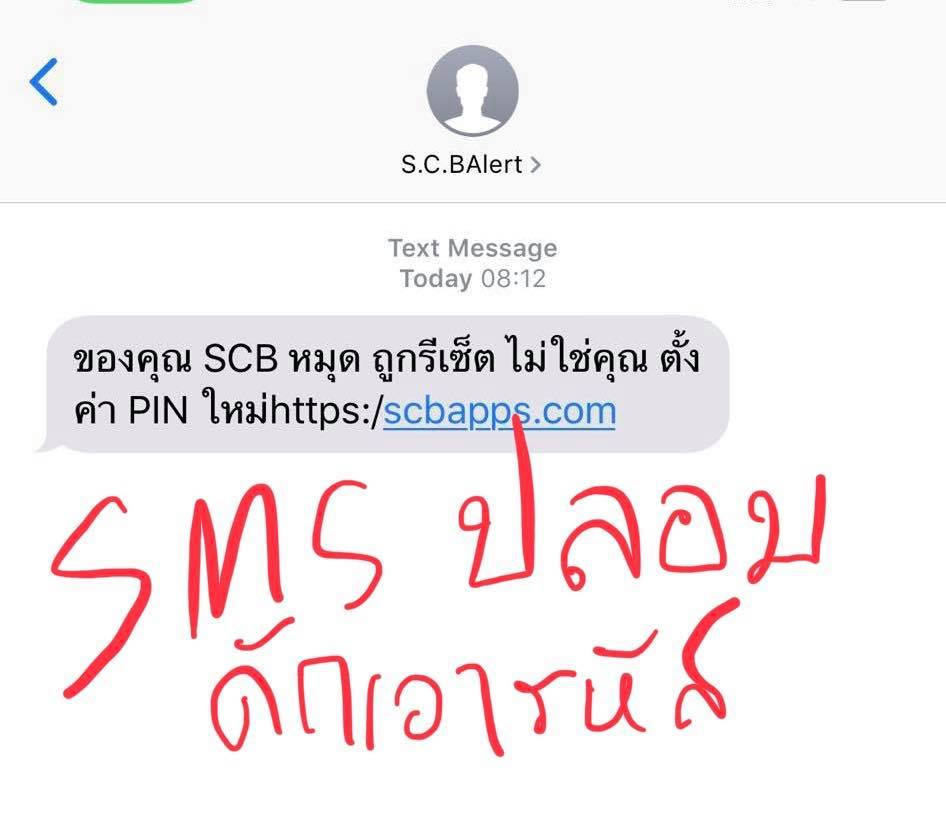 S.C.BAlert
Text Message
Today 08:12
ของคุณ SCB หมุด ถูกรีเซ็ต ไม่ใช่คุณ ตั้ง
ค่า PIN ใหม่https:/scbapps.com
SMS ปลอม
ดักเอารหัส